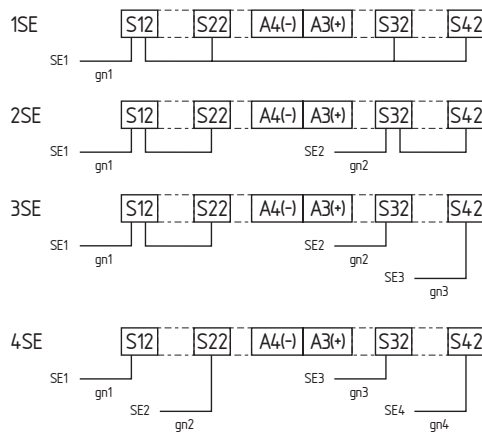 1SE S12 S22 A4(-) A3(+) S32 S42
SE1
gn1
2SE S12 S22 A4(-) A3(+) S32 S42
SE1 SE2
gn1 gn2
3SE S12 S22 A4(-) A3(+) S32 S42
SE1 SE2
gn1 gn2
SE3
gn3
4SE S12 S22 A4(-) A3(+) S32 S42
SE1 SE3
gn1 gn3
SE2 SE4
gn2 gn4